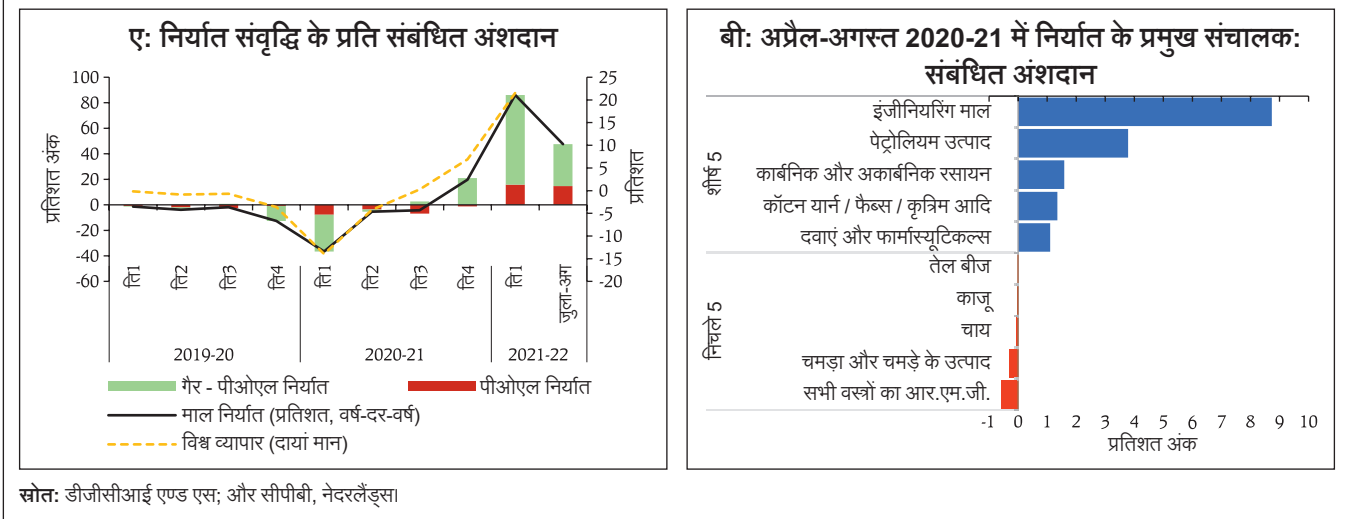 ए: निर्यात संवृद्धि के प्रति संबंधित अंशदान
प्रतिशत अंक
100
80
60
40
20
0
-20
-40
-60
25
20
15
10
5
0
-5
-10
-15
-20
प्रतिशत
ति1
ति2
ति3
ति4
ति1
ति2
ति3
ति4
ति1
जुला-अग
2019-20
2020-21
2021-22
गैर - पीओएल निर्यात
पीओएल निर्यात
माल निर्यात (प्रतिशत, वर्ष-दर-वर्ष)
विश्व व्यापार (दायां मान)
बी: अप्रैल-अगस्त 2020-21 में निर्यात के प्रमुख संचालक:
संबंधित अंशदान
शीर्ष 5
इंजीनियरिंग माल
पेट्रोलियम उत्पाद
कार्बनिक और अकार्बनिक रसायन
कॉटन यार्न / फैब्स / कृत्रिम आदि
दवाएं और फार्मास्यूटिकल्स
निचले 5
तेल बीज
काजू
चाय
चमड़ा और चमड़े के उत्पाद
सभी वस्त्रों का आर.एम.जी.
-1 0 1 2 3 4 5 6 7 8 9 10
प्रतिशत अंक
स्रोत: डीजीसीआई एण्ड एस; और सीपीबी, नेदरलैंड्स।